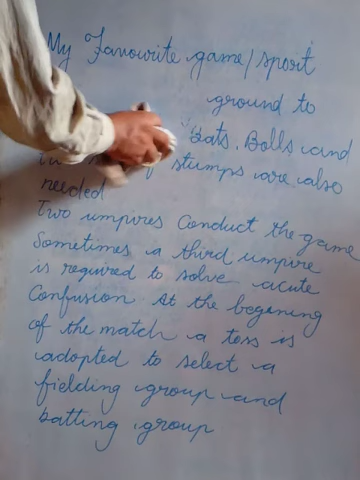 My Favourite game/sport
ground to
Bats, Balls and
of stumps are also
needed
Two umpires Conduct the game
Sometimes a third umpire
is required to solve acute
Confusion. At the begening
of the match a toss is
adopted to select a
fielding group and
batting group